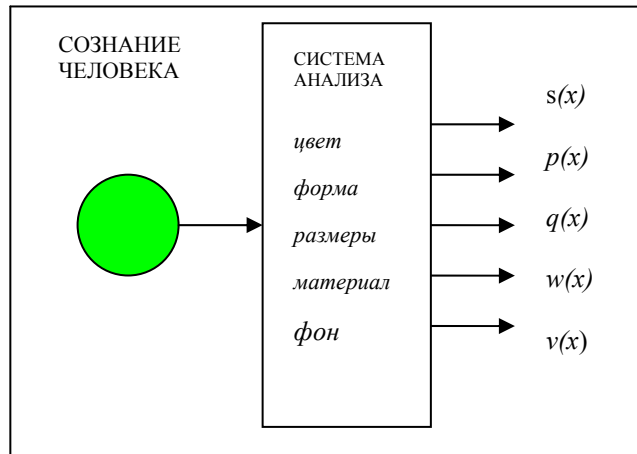 СОЗНАНИЕ
ЧЕЛОВЕКА
СИСТЕМА
АНАЛИЗА
цвет
форма
размеры
материал
фон
s(x)
p(x)
q(x)
w(x)
v(x)